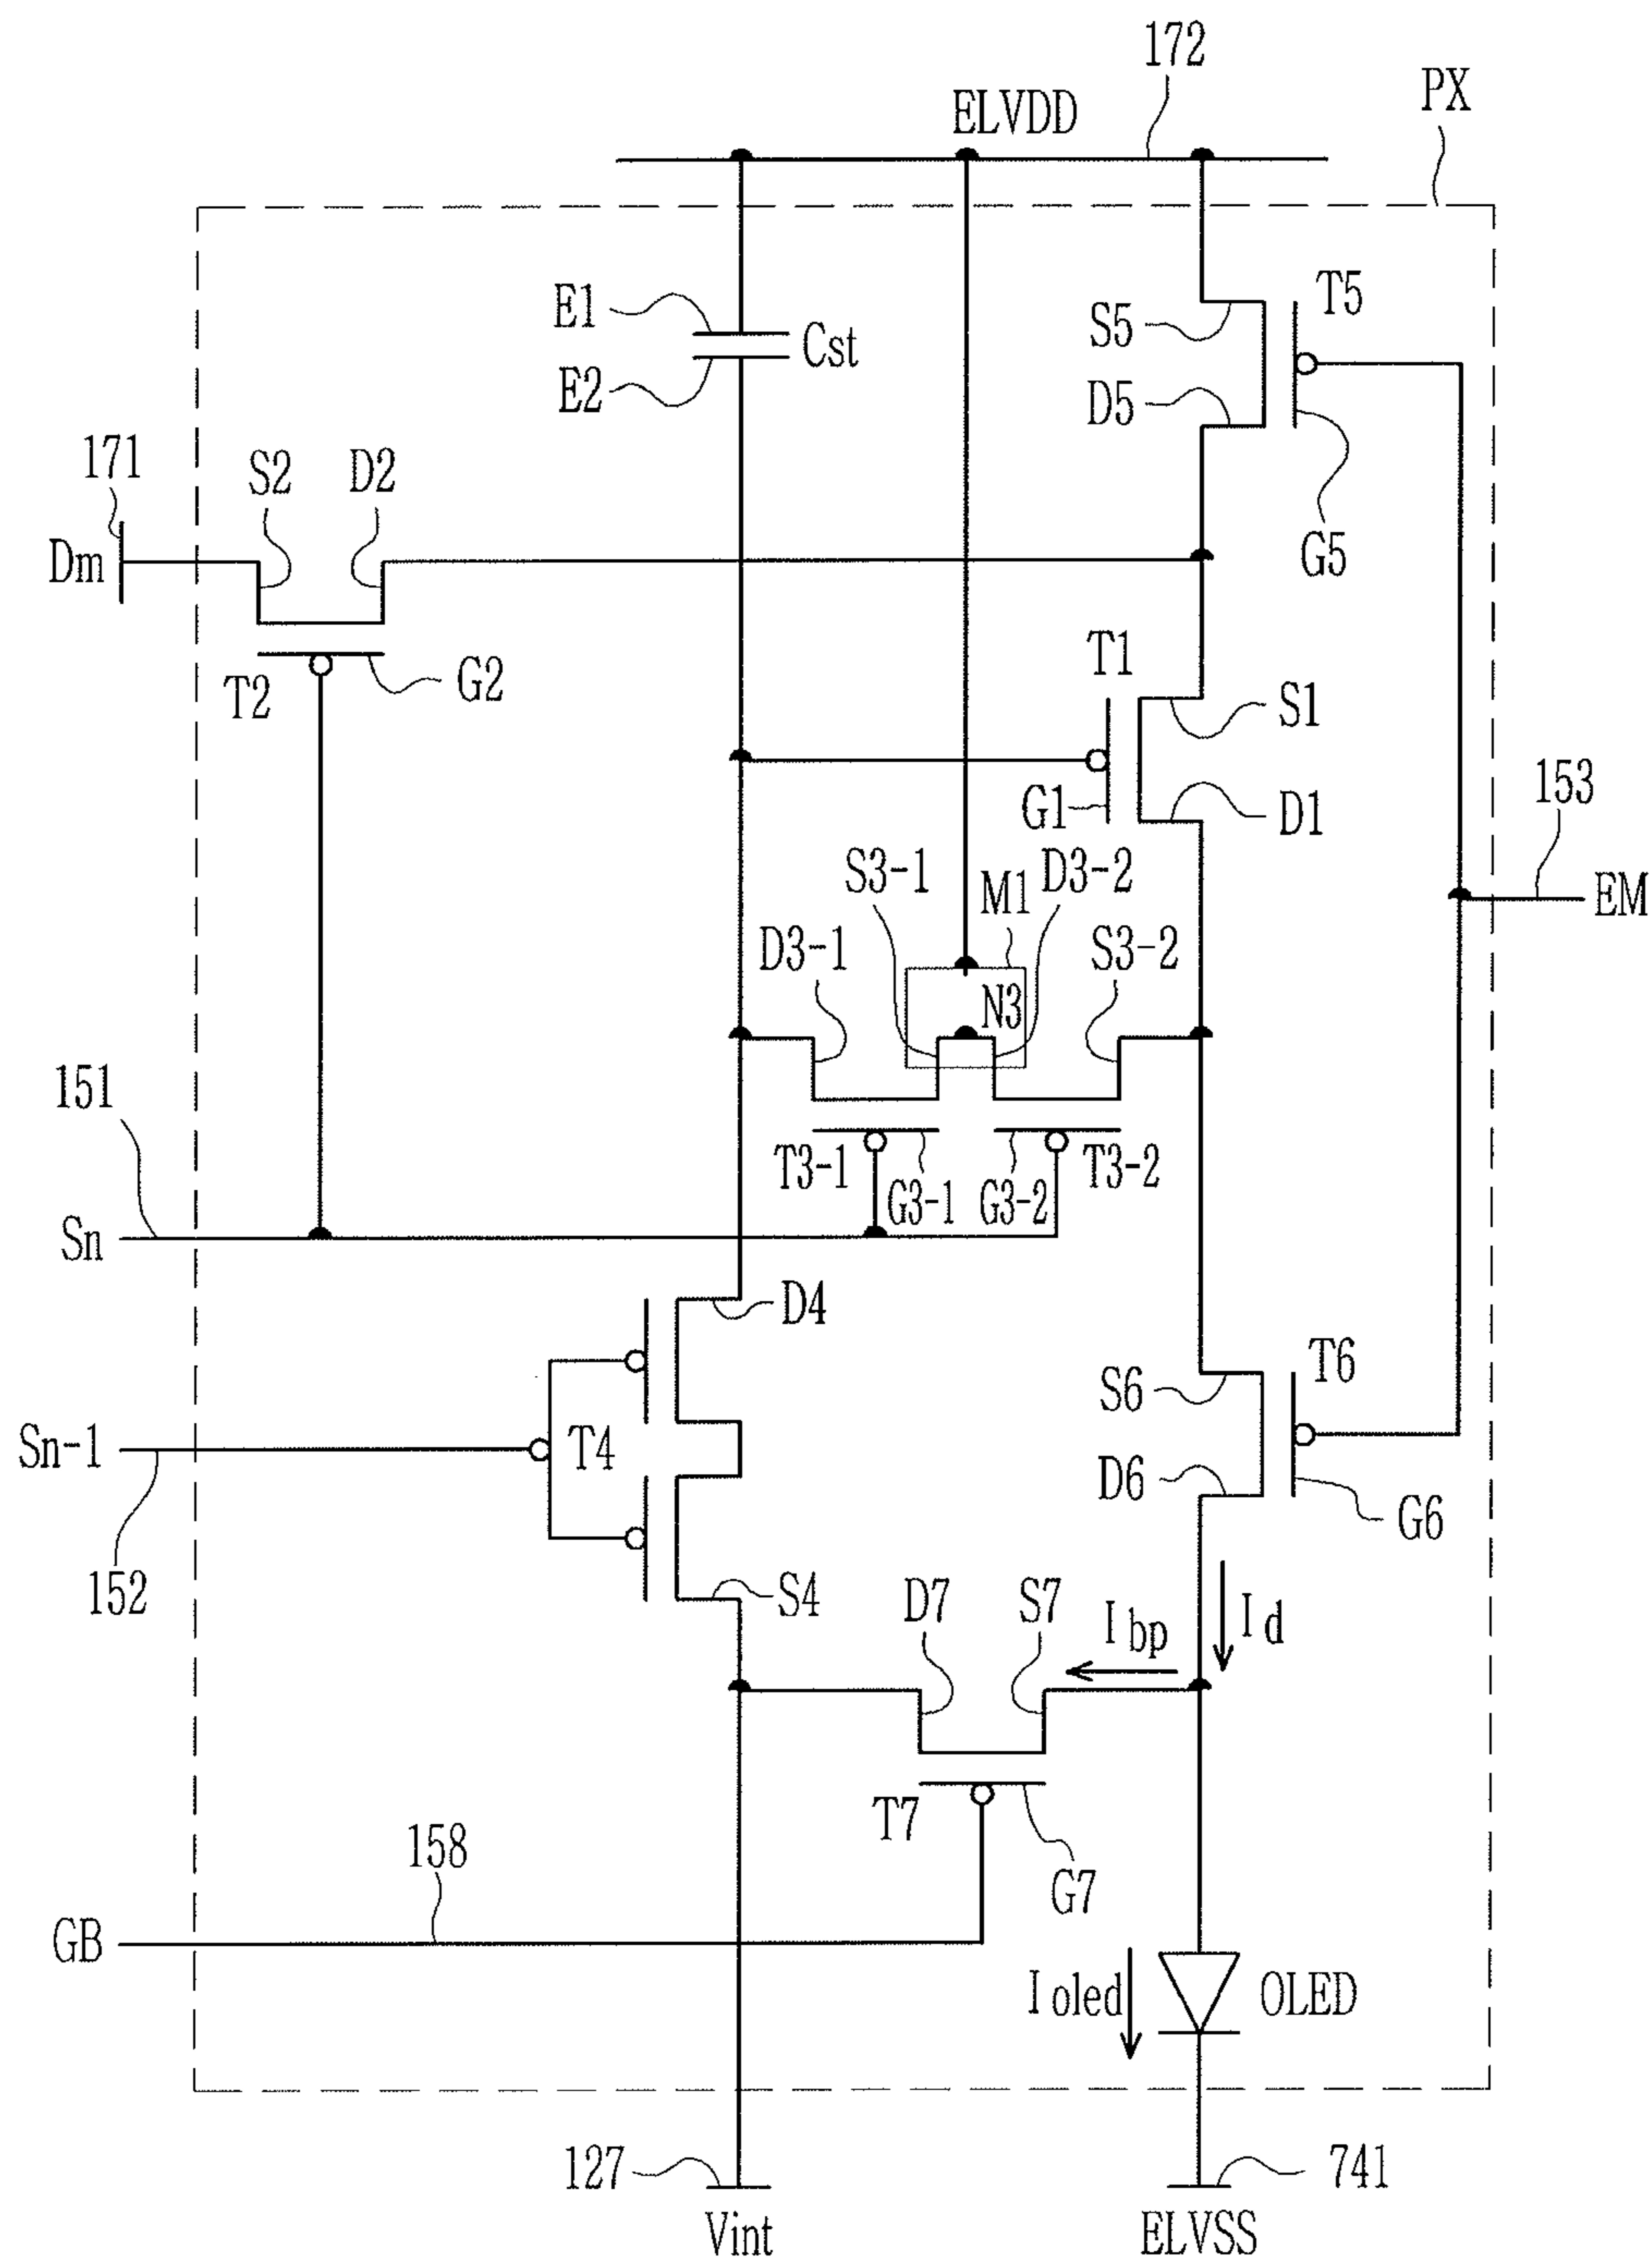 172
PX
ELVDD
E1
Cst
E2
S5
T5
D5
G5
171
S2
D2
Dm
T2
G2
T1
S1
G1
D1
153
EM
S3-1
D3-2
M1
D3-1
S3-2
N3
151
T3-1
G3-1
G3-2
T3-2
Sn
D4
T6
S6
Sn-1
T4
D6
G6
152
S4
D7
S7
I bp
I d
T7
158
G7
GB
I oled
OLED
127
741
Vint
ELVSS